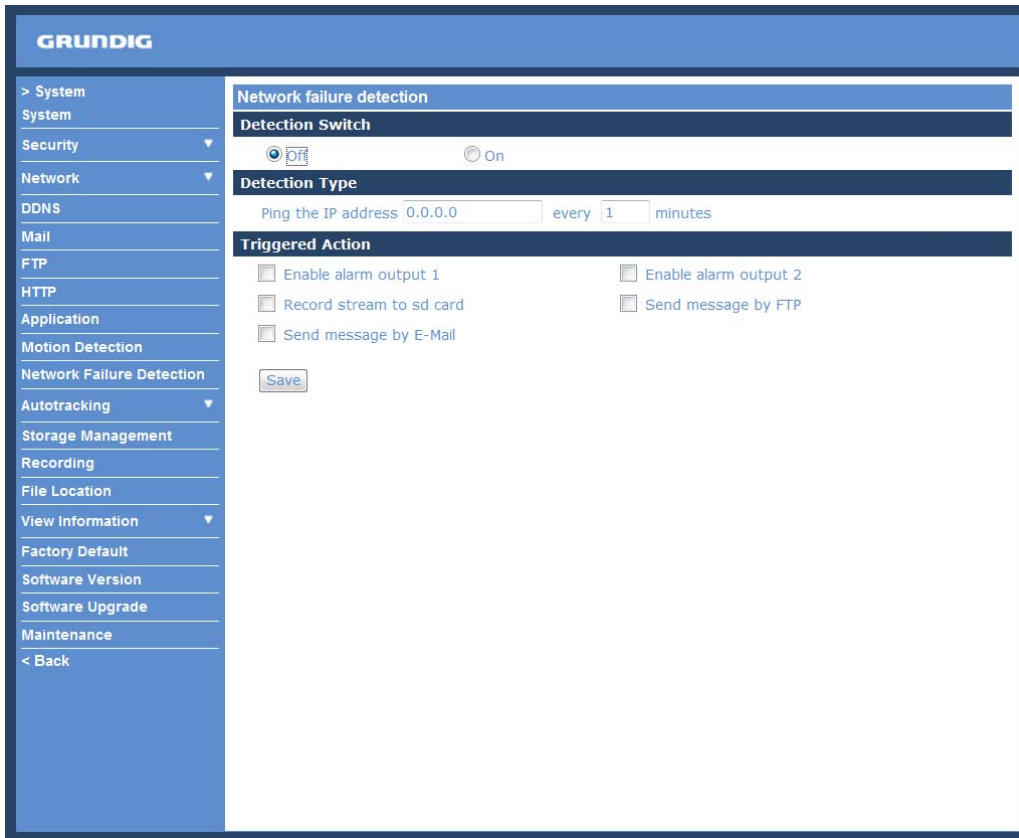 GRUNDIG
> System
System
Security
Network
DDNS
Mail
FTP
HTTP
Application
Motion Detection
Network Failure Detection
Autotracking
Storage Management
Recording
File Location
View Information
Factory Default
Software Version
Software Upgrade
Maintenance
< Back
Network failure detection
Detection Switch
Off On
Detection Type
Ping the IP address 0.0.0.0 every 1 minutes
Triggered Action
Enable alarm output 1 Enable alarm output 2
Record stream to sd card Send message by FTP
Send message by E-Mail
Save